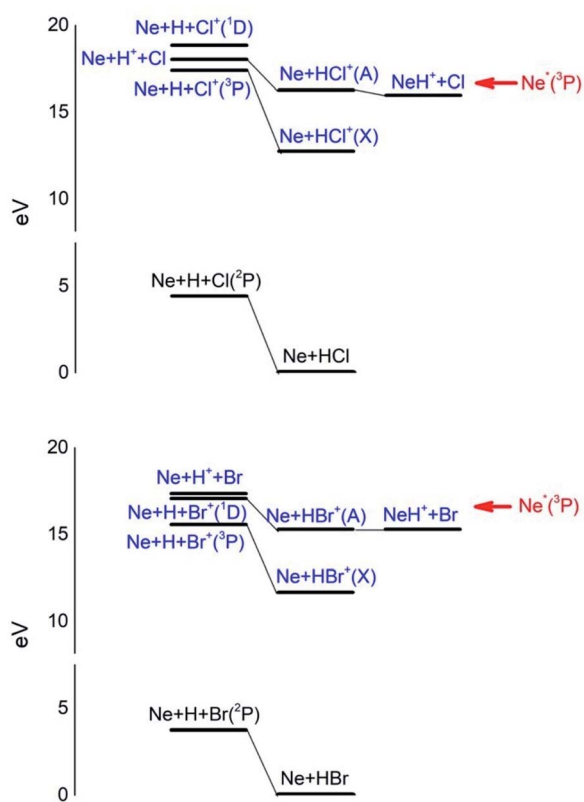 20
Ne+H+Cl⁺(¹D)
Ne+H⁺+Cl
Ne+HCl⁺(A)
NeH⁺+Cl
Ne*(³P)
Ne+H+Cl⁺(³P)
15
Ne+HCl⁺(X)
10
eV
5
Ne+H+Cl(²P)
Ne+HCl
0
20
Ne+H⁺+Br
Ne*(³P)
Ne+H+Br⁺(¹D)
Ne+HBr⁺(A)
NeH⁺+Br
15
Ne+H+Br⁺(³P)
Ne+HBr⁺(X)
10
eV
5
Ne+H+Br(²P)
Ne+HBr
0